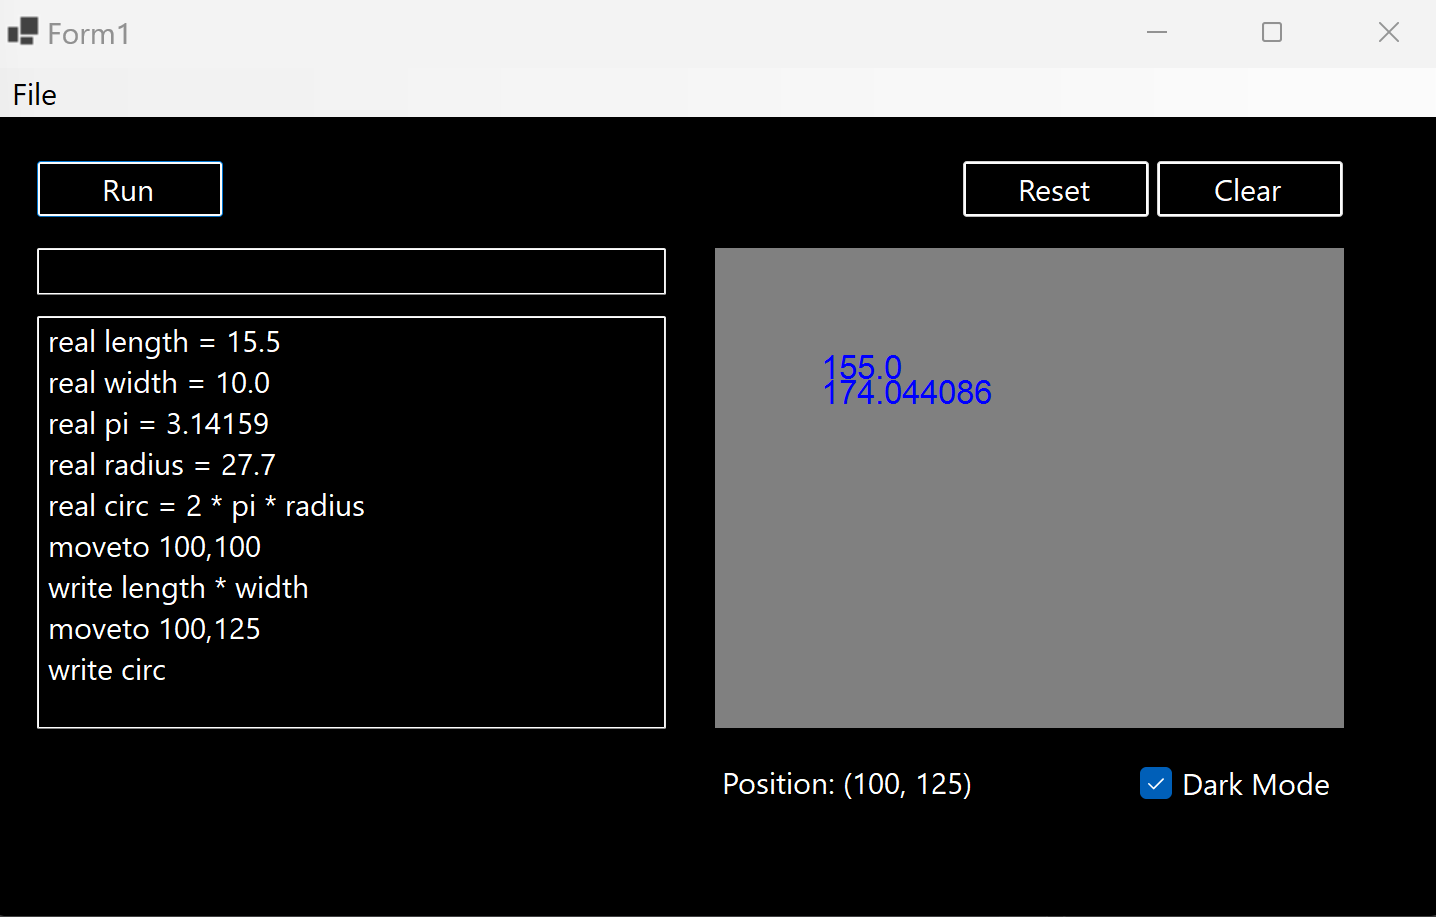 Form1
File
Run
Reset Clear
real length = 15.5
real width = 10.0
real pi = 3.14159
real radius = 27.7
real circ = 2 * pi * radius
moveto 100,100
write length * width
moveto 100,125
write circ
155.0
174.044086
Position: (100, 125)
Dark Mode